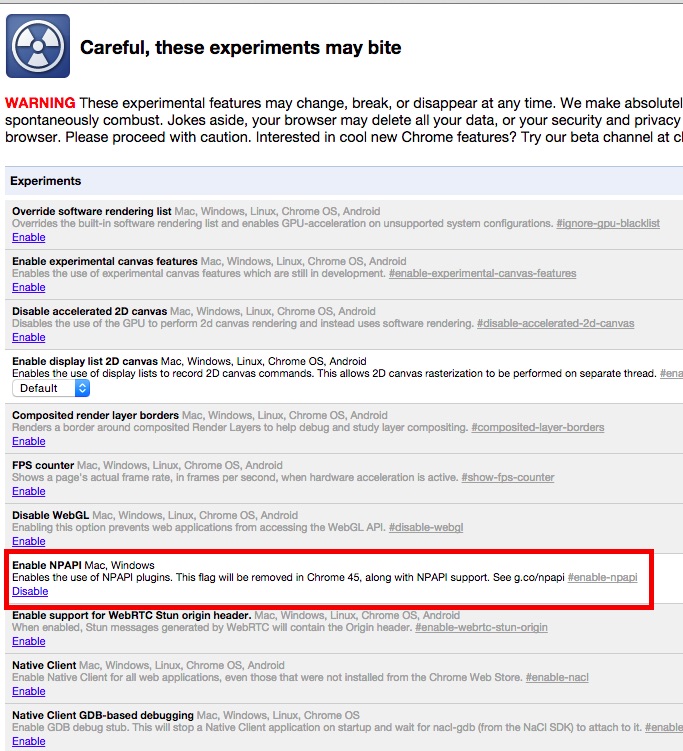 Careful, these experiments may bite
WARNING These experimental features may change, break, or disappear at any time. We make absolutel
spontaneously combust. Jokes aside, your browser may delete all your data, or your security and privacy
browser. Please proceed with caution. Interested in cool new Chrome features? Try our beta channel at cl
Experiments
Override software rendering list Mac, Windows, Linux, Chrome OS, Android
Overrides the built-in software rendering list and enables GPU-acceleration on unsupported system configurations. #ignore-gpu-blacklist
Enable
Enable experimental canvas features Mac, Windows, Linux, Chrome OS, Android
Enables the use of experimental canvas features which are still in development. #enable-experimental-canvas-features
Enable
Disable accelerated 2D canvas Mac, Windows, Linux, Chrome OS, Android
Disables the use of the GPU to perform 2d canvas rendering and instead uses software rendering. #disable-accelerated-2d-canvas
Enable
Enable display list 2D canvas Mac, Windows, Linux, Chrome OS, Android
Enables the use of display lists to record 2D canvas commands. This allows 2D canvas rasterization to be performed on separate thread. #ena
Default
Composited render layer borders Mac, Windows, Linux, Chrome OS, Android
Renders a border around composited Render Layers to help debug and study layer compositing. #composited-layer-borders
Enable
FPS counter Mac, Windows, Linux, Chrome OS, Android
Shows a page's actual frame rate, in frames per second, when hardware acceleration is active. #show-fps-counter
Enable
Disable WebGL Mac, Windows, Linux, Chrome OS, Android
Enabling this option prevents web applications from accessing the WebGL API. #disable-webgl
Enable
Enable NPAPI Mac, Windows
Enables the use of NPAPI plugins. This flag will be removed in Chrome 45, along with NPAPI support. See g.co/npapi #enable-npapi
Disable
Enable support for WebRTC Stun origin header. Mac, Windows, Linux, Chrome OS, Android
When enabled, Stun messages generated by WebRTC will contain the Origin header. #enable-webrtc-stun-origin
Enable
Native Client Mac, Windows, Linux, Chrome OS, Android
Enable Native Client for all web applications, even those that were not installed from the Chrome Web Store. #enable-nacl
Enable
Native Client GDB-based debugging Mac, Windows, Linux, Chrome OS
Enable GDB debug stub. This will stop a Native Client application on startup and wait for nacl-gdb (from the NaCl SDK) to attach to it. #enable
Enable